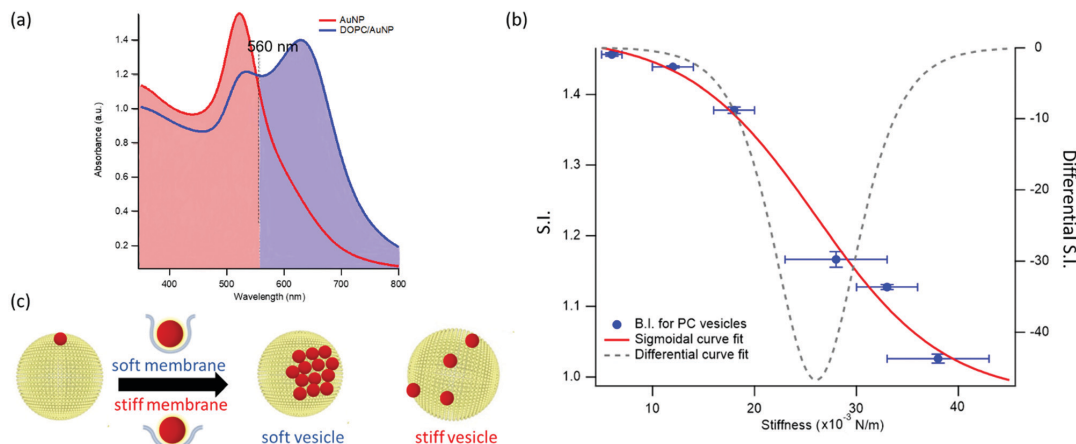 (a)
AuNP
DOPC/AuNP
560 nm
1.4
1.2
1.0
0.8
0.6
0.4
0.2
Absorbance (a.u.)
400
500
600
700
800
Wavelength (nm)
(b)
1.4
1.3
1.2
1.1
1.0
S.I.
0
-10
-20
-30
-40
Differential S.I.
B.I. for PC vesicles
Sigmoidal curve fit
Differential curve fit
10
20
30
40
Stiffness (×10⁻³ N/m)
(c)
soft membrane
stiff membrane
soft vesicle
stiff vesicle